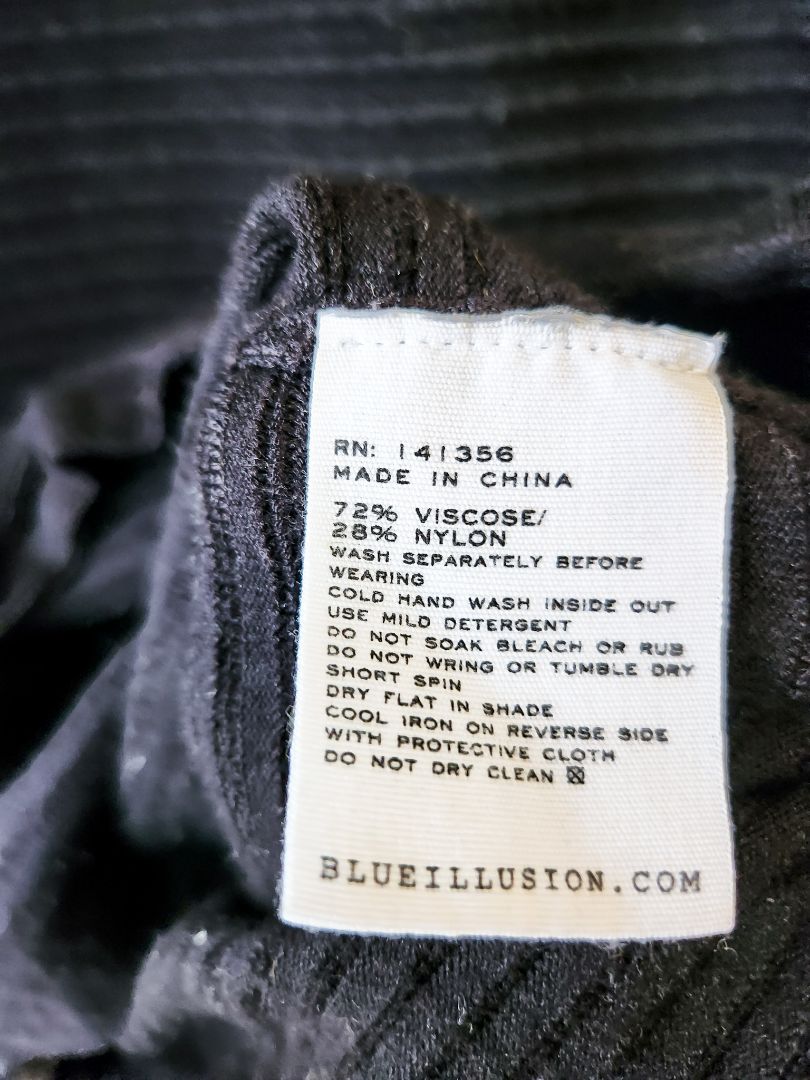 RN: 141356
MADE IN CHINA
72% VISCOSE/
28% NYLON
WASH SEPARATELY BEFORE
WEARING
COLD HAND WASH INSIDE OUT
USE MILD DETERGENT
DO NOT SOAK BLEACH OR RUB
DO NOT WRING OR TUMBLE DRY
SHORT SPIN
DRY FLAT IN SHADE
COOL IRON ON REVERSE SIDE
WITH PROTECTIVE CLOTH
DO NOT DRY CLEAN
BLUEILLUSION.COM